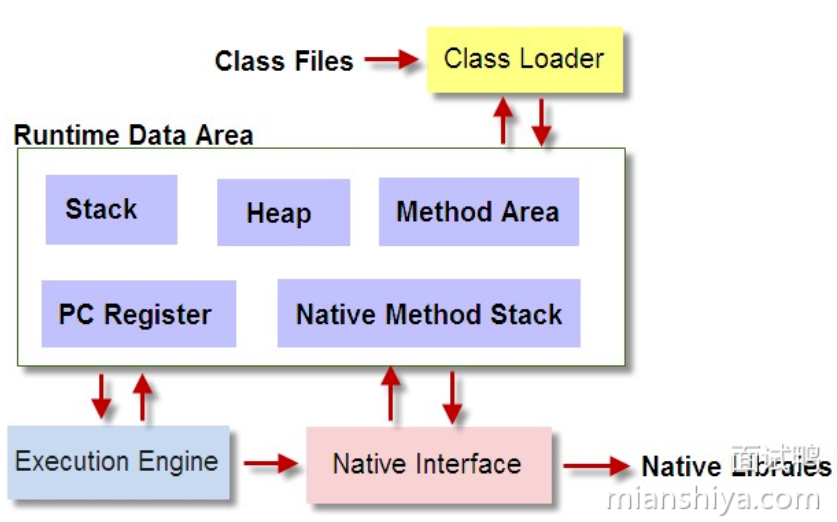 Class Files
Class Loader
Runtime Data Area
Stack
Heap
Method Area
PC Register
Native Method Stack
Execution Engine
Native Interface
Native Libraries
面试鸭
mianshiya.com